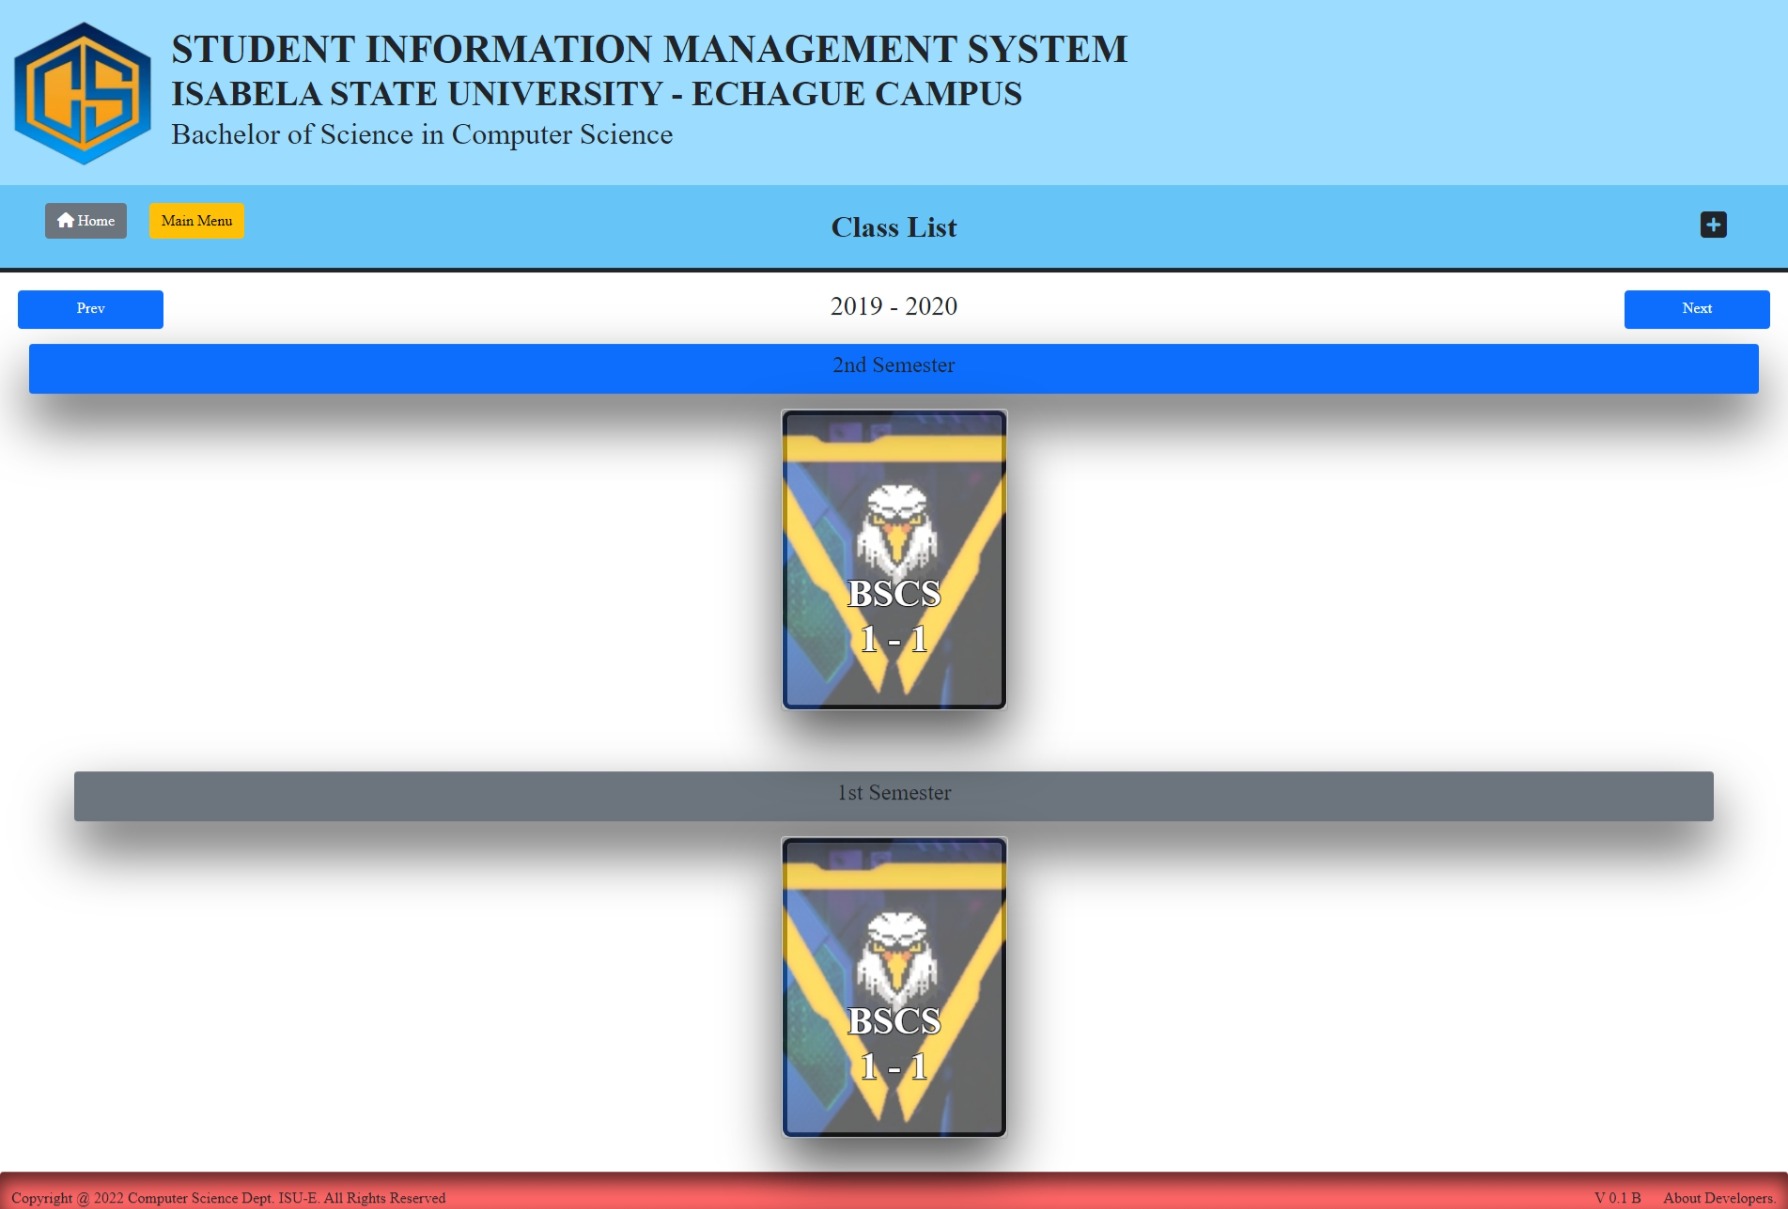 CS
STUDENT INFORMATION MANAGEMENT SYSTEM
ISABELA STATE UNIVERSITY - ECHAGUE CAMPUS
Bachelor of Science in Computer Science
Home
Main Menu
Class List
Prev
2019 - 2020
Next
2nd Semester
BSCS
1 - 1
1st Semester
BSCS
1 - 1
Copyright @ 2022 Computer Science Dept. ISU-E. All Rights Reserved
V 0.1 B
About Developers.